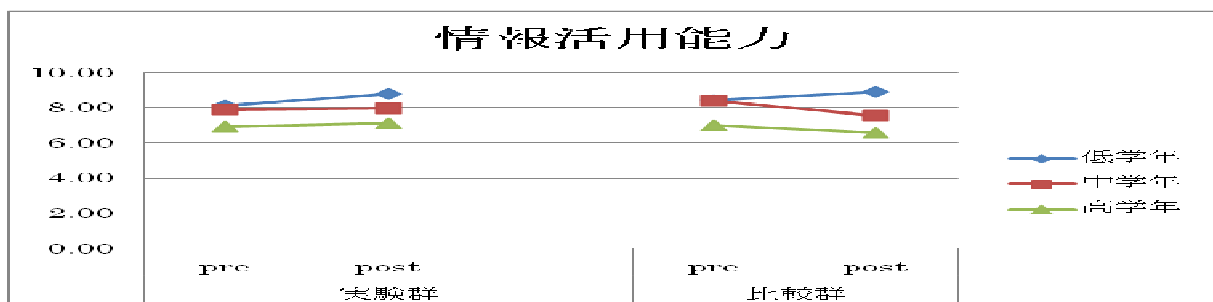 情報活用能力
10.00
8.00
6.00
4.00
2.00
0.00
pre post pre post
実験群 比較群
低学年
中学年
高学年